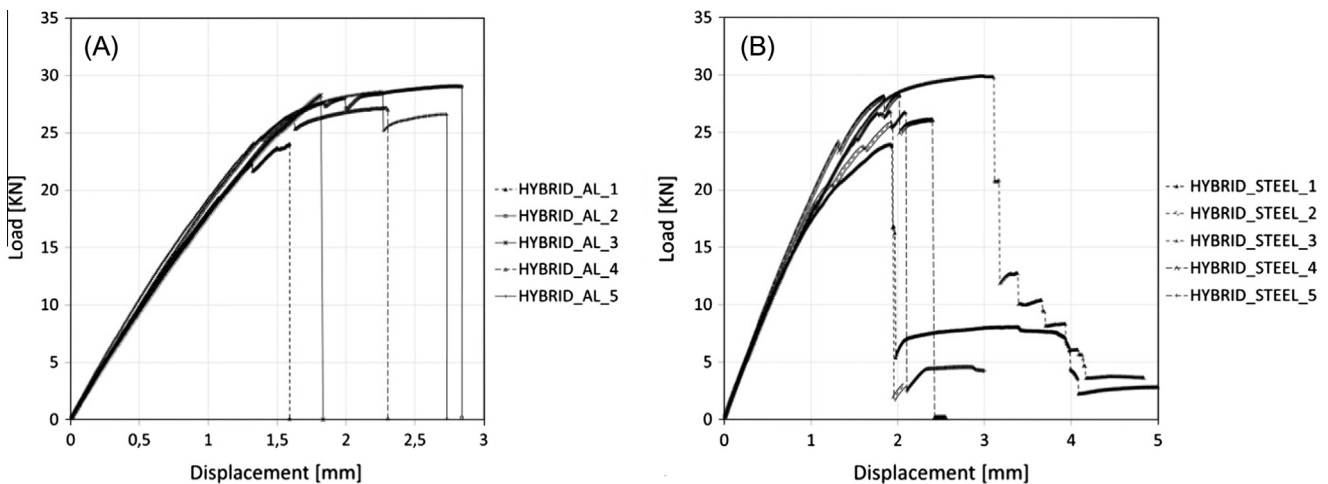 (A)
Load [KN]
35
30
25
20
15
10
5
0
0
0,5
1
1,5
2
2,5
3
Displacement [mm]
HYBRID_AL_1
HYBRID_AL_2
HYBRID_AL_3
HYBRID_AL_4
HYBRID_AL_5
(B)
Load [KN]
35
30
25
20
15
10
5
0
0
1
2
3
4
5
Displacement [mm]
HYBRID_STEEL_1
HYBRID_STEEL_2
HYBRID_STEEL_3
HYBRID_STEEL_4
HYBRID_STEEL_5